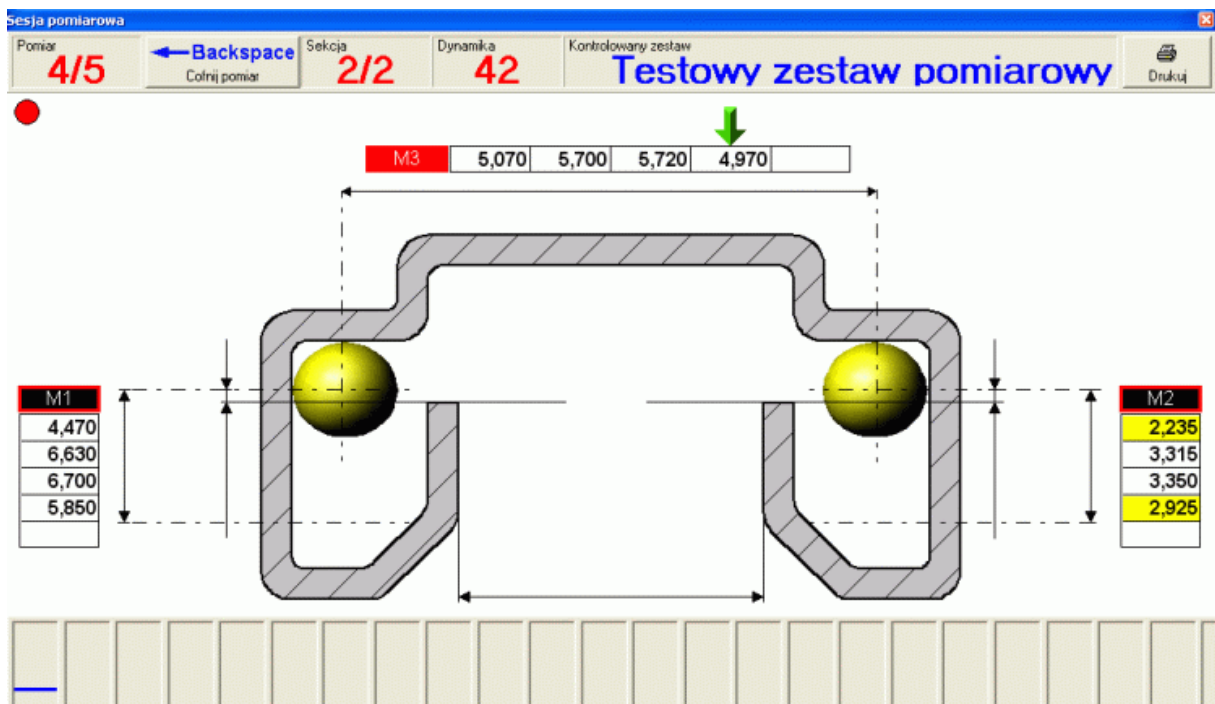 Sesja pomiarowa
Pomiar
4/5
Backspace
Cofnij pomiar
Sekcja
2/2
Dynamika
42
Kontrolowany zestaw
Testowy zestaw pomiarowy
Drukuj
M3 5,070 5,700 5,720 4,970
M1
4,470
6,630
6,700
5,850
M2
2,235
3,315
3,350
2,925